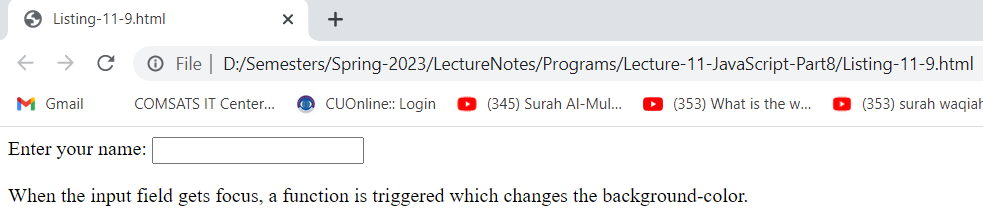 Listing-11-9.html
File | D:/Semesters/Spring-2023/LectureNotes/Programs/Lecture-11-JavaScript-Part8/Listing-11-9.html
Gmail COMSATS IT Center... CUOnline:: Login (345) Surah Al-Mul... (353) What is the w... (353) surah waqiah
Enter your name:
When the input field gets focus, a function is triggered which changes the background-color.